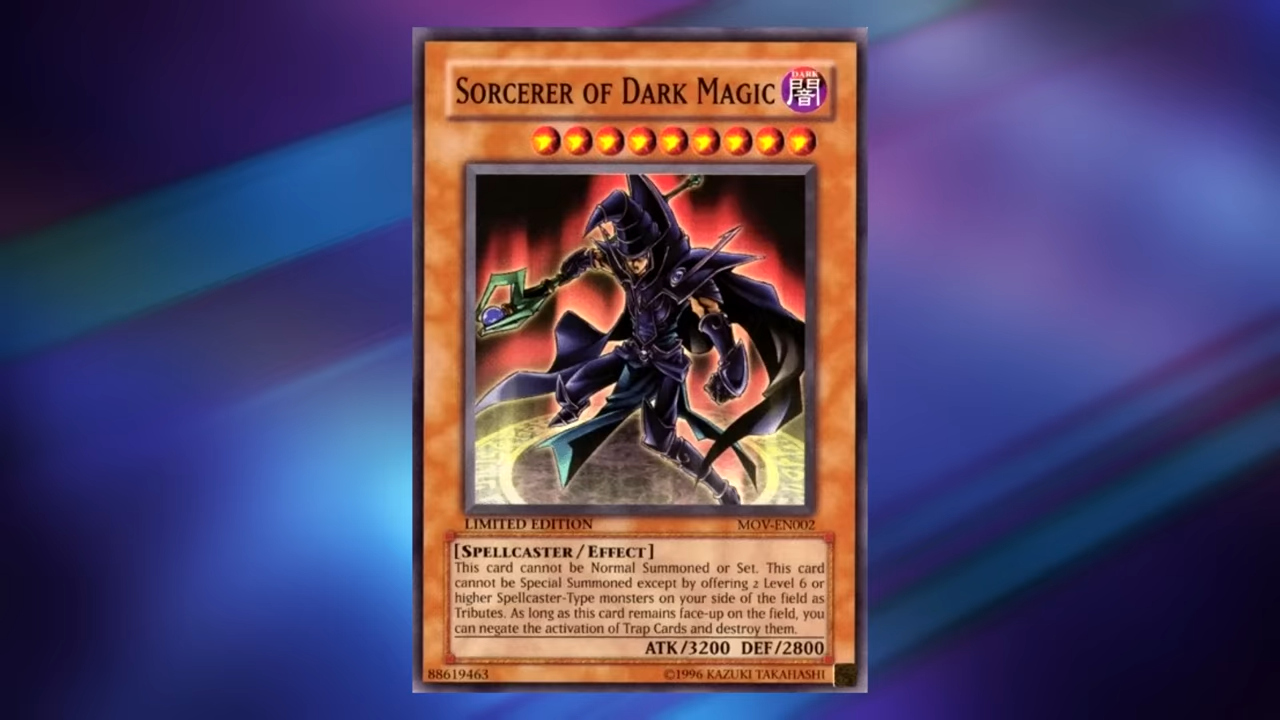 SORCERER OF DARK MAGIC
DARK
闇
LIMITED EDITION MOV-EN002
[SPELLCASTER/EFFECT]
This card cannot be Normal Summoned or Set. This card
cannot be Special Summoned except by offering 2 Level 6 or
higher Spellcaster-Type monsters on your side of the field as
Tributes. As long as this card remains face-up on the field, you
can negate the activation of Trap Cards and destroy them.
ATK/3200 DEF/2800
88619463 ©1996 KAZUKI TAKAHASHI